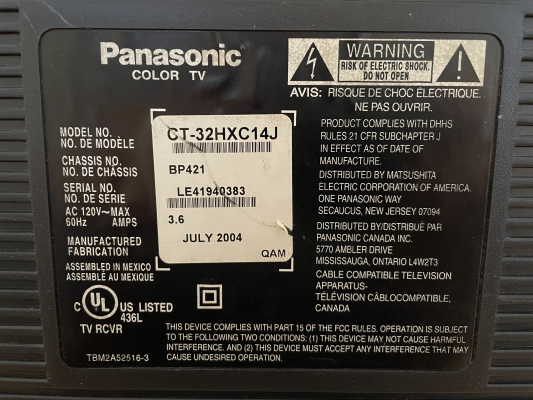 Panasonic
COLOR TV
WARNING
RISK OF ELECTRIC SHOCK.
DO NOT OPEN
AVIS: RISQUE DE CHOC ÉLECTRIQUE.
NE PAS OUVRIR.
MODEL NO.
NO. DE MODÈLE
CT-32HXC14J
CHASSIS NO.
NO. DE CHÂSSIS
BP421
SERIAL NO.
NO. DE SÉRIE
LE41940383
AC 120V~MAX
60Hz AMPS
3.6
MANUFACTURED
FABRICATION
JULY 2004
QAM
ASSEMBLED IN MEXICO
ASSEMBLÉ AU MEXIQUE
PRODUCT COMPLIES WITH DHHS
RULES 21 CFR SUBCHAPTER J
IN EFFECT AS OF DATE OF
MANUFACTURE.
DISTRIBUTED BY MATSUSHITA
ELECTRIC CORPORATION OF AMERICA.
ONE PANASONIC WAY
SECAUCUS, NEW JERSEY 07094
DISTRIBUTED BY/DISTRIBUÉ PAR
PANASONIC CANADA INC.
5770 AMBLER DRIVE
MISSISSAUGA, ONTARIO L4W2T3
CABLE COMPATIBLE TELEVISION
APPARATUS-
TÉLÉVISION CÂBLOCOMPATIBLE,
CANADA
C UL US LISTED
436L
TV RCVR
THIS DEVICE COMPLIES WITH PART 15 OF THE FCC RULES. OPERATION IS SUBJECT
TO THE FOLLOWING TWO CONDITIONS: (1) THIS DEVICE MAY NOT CAUSE HARMFUL
INTERFERENCE, AND (2) THIS DEVICE MUST ACCEPT ANY INTERFERENCE THAT MAY
TBM2A52516-3